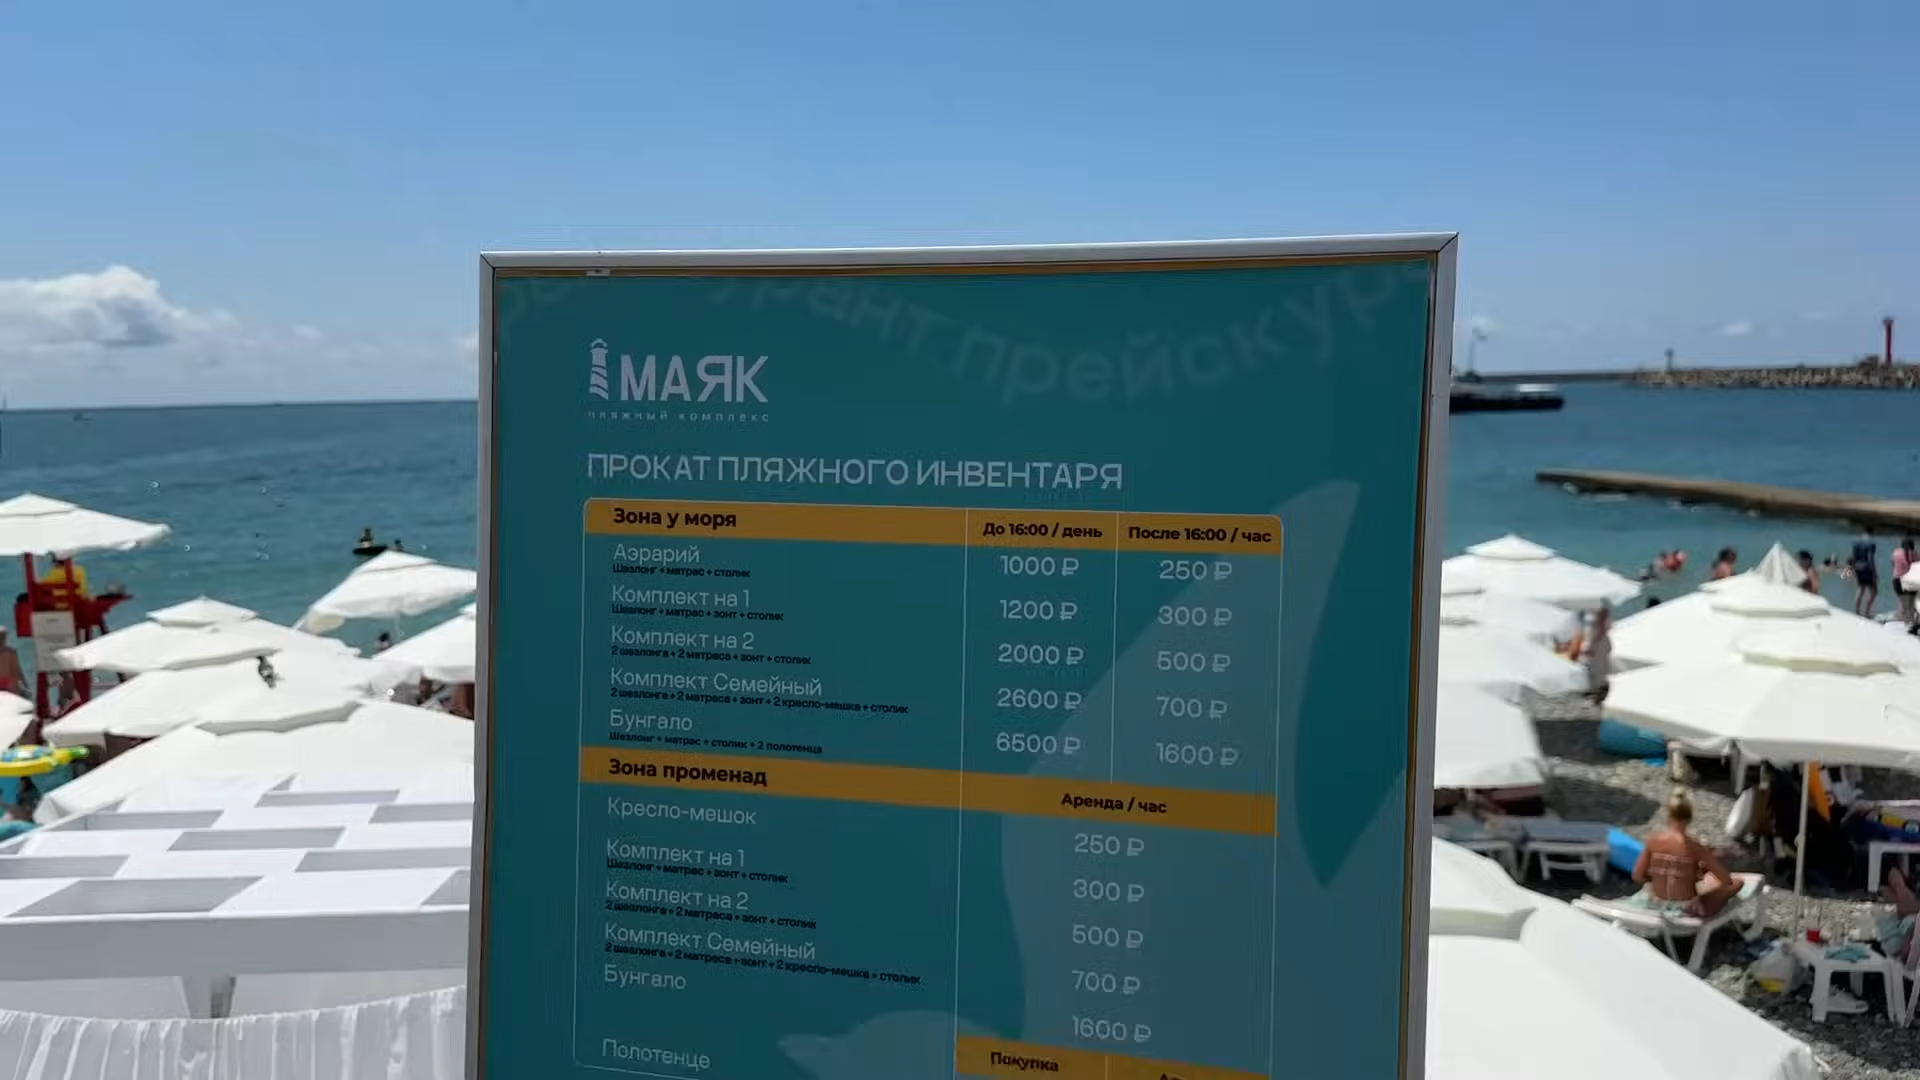 рант прейскур
МАЯК
пляжный комплекс
ПРОКАТ ПЛЯЖНОГО ИНВЕНТАРЯ
Зона у моря До 16:00 / день После 16:00 / час
Аэрарий 1000 ₽ 250 ₽
Шезлонг + матрас + столик
Комплект на 1 1200 ₽ 300 ₽
Шезлонг + матрас + зонт + столик
Комплект на 2 2000 ₽ 500 ₽
2 шезлонга + 2 матраса + зонт + столик
Комплект Семейный 2600 ₽ 700 ₽
2 шезлонга + 2 матраса + зонт + 2 кресло-мешка + столик
Бунгало 6500 ₽ 1600 ₽
Шезлонг + матрас + столик + 2 полотенца
Зона променад Аренда / час
Кресло-мешок 250 ₽
Комплект на 1 300 ₽
Шезлонг + матрас + зонт + столик
Комплект на 2 500 ₽
2 шезлонга + 2 матраса + зонт + столик
Комплект Семейный 700 ₽
2 шезлонга + 2 матраса + зонт + 2 кресло-мешка + столик
Бунгало 1600 ₽
Полотенце Покупка